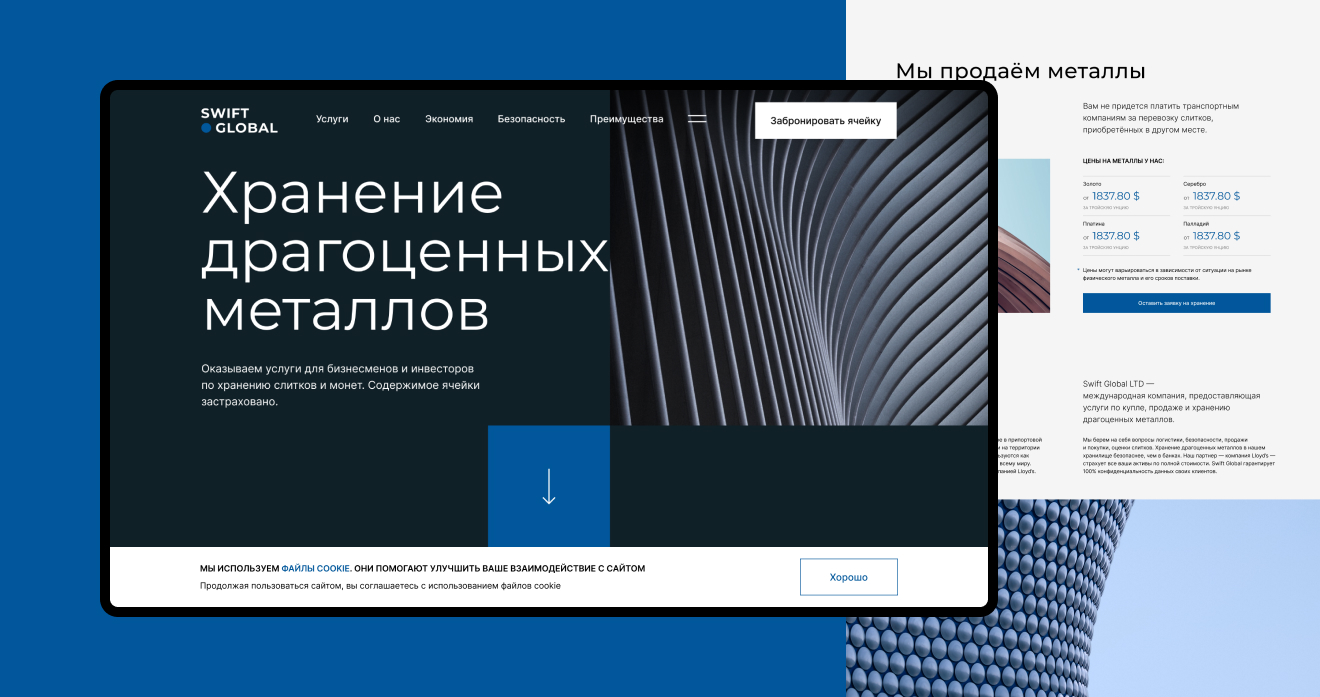 Мы продаём металлы
SWIFT
GLOBAL
Услуги
О нас
Экономия
Безопасность
Преимущества
Забронировать ячейку
Хранение
драгоценных
металлов
Оказываем услуги для бизнесменов и инвесторов
по хранению слитков и монет. Содержимое ячейки
застраховано.
МЫ ИСПОЛЬЗУЕМ ФАЙЛЫ COOKIE. ОНИ ПОМОГАЮТ УЛУЧШИТЬ ВАШЕ ВЗАИМОДЕЙСТВИЕ С САЙТОМ
Продолжая пользоваться сайтом, вы соглашаетесь с использованием файлов cookie
Хорошо
Вам не придется платить транспортным
компаниям за перевозку слитков,
приобретённых в другом месте.
ЦЕНЫ НА МЕТАЛЛЫ У НАС:
Золото
от 1837.80 $
ЗА ТРОЙСКУЮ УНЦИЮ
Серебро
от 1837.80 $
ЗА ТРОЙСКУЮ УНЦИЮ
Платина
от 1837.80 $
ЗА ТРОЙСКУЮ УНЦИЮ
Палладий
от 1837.80 $
ЗА ТРОЙСКУЮ УНЦИЮ
* Цены могут варьироваться в зависимости от ситуации на рынке
физического металла и его сроков поставки.
Оставить заявку на хранение
Swift Global LTD —
международная компания, предоставляющая
услуги по купле, продаже и хранению
драгоценных металлов.
в припортовой
и на территории
как
всему миру.
Lloyd's.
Мы берем на себя вопросы логистики, безопасности, продажи
и покупки, оценки слитков. Хранение драгоценных металлов в нашем
хранилище безопаснее, чем в банках. Наш партнер — компания Lloyd's —
страхует все ваши активы по полной стоимости. Swift Global гарантирует
100% конфиденциальность данных своих клиентов.